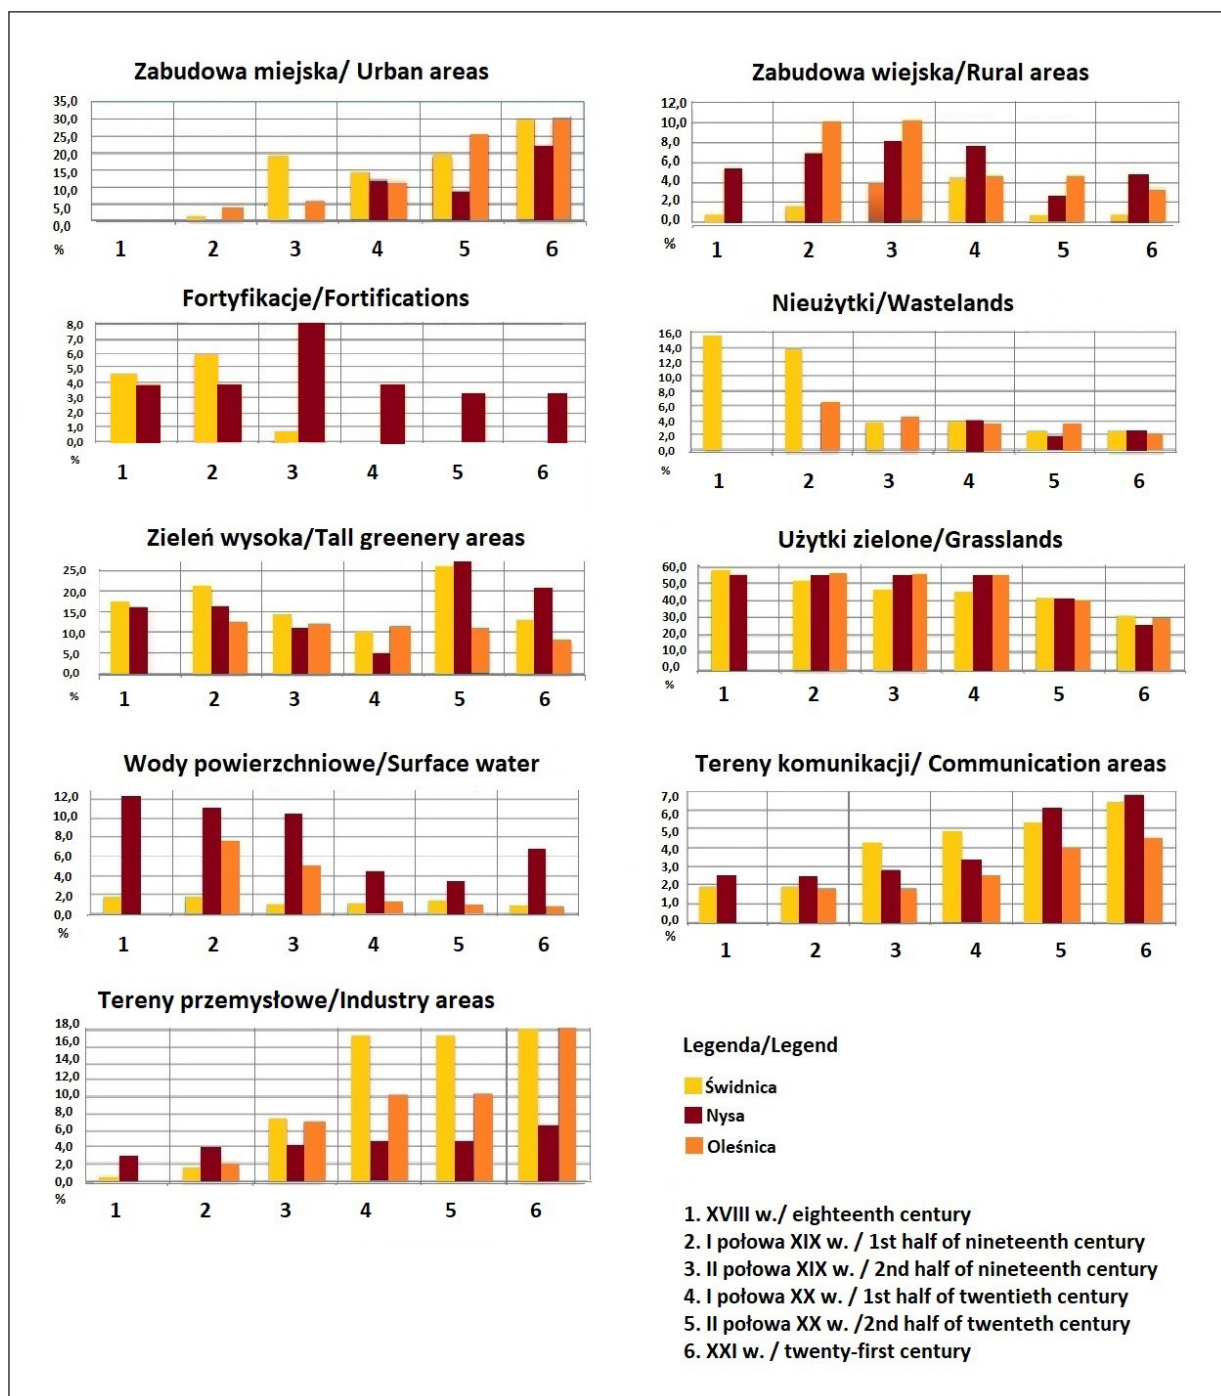 Zabudowa miejska/ Urban areas
35,0
30,0
25,0
20,0
15,0
10,0
5,0
0,0
%
1 2 3 4 5 6
Zabudowa wiejska/Rural areas
12,0
10,0
8,0
6,0
4,0
2,0
0,0
%
1 2 3 4 5 6
Fortyfikacje/Fortifications
8,0
7,0
6,0
5,0
4,0
3,0
2,0
1,0
0,0
%
1 2 3 4 5 6
Nieużytki/Wastelands
16,0
14,0
12,0
10,0
8,0
6,0
4,0
2,0
0,0
%
1 2 3 4 5 6
Zieleń wysoka/Tall greenery areas
25,0
20,0
15,0
10,0
5,0
0,0
%
1 2 3 4 5 6
Użytki zielone/Grasslands
60,0
50,0
40,0
30,0
20,0
10,0
0,0
%
1 2 3 4 5 6
Wody powierzchniowe/Surface water
12,0
10,0
8,0
6,0
4,0
2,0
0,0
%
1 2 3 4 5 6
Tereny komunikacji/ Communication areas
7,0
6,0
5,0
4,0
3,0
2,0
1,0
0,0
%
1 2 3 4 5 6
Tereny przemysłowe/Industry areas
18,0
16,0
14,0
12,0
10,0
8,0
6,0
4,0
2,0
0,0
%
1 2 3 4 5 6
Legenda/Legend
Świdnica
Nysa
Oleśnica
1. XVIII w./ eighteenth century
2. I połowa XIX w. / 1st half of nineteenth century
3. II połowa XIX w. / 2nd half of nineteenth century
4. I połowa XX w. / 1st half of twentieth century
5. II połowa XX w. /2nd half of twenteth century
6. XXI w. / twenty-first century